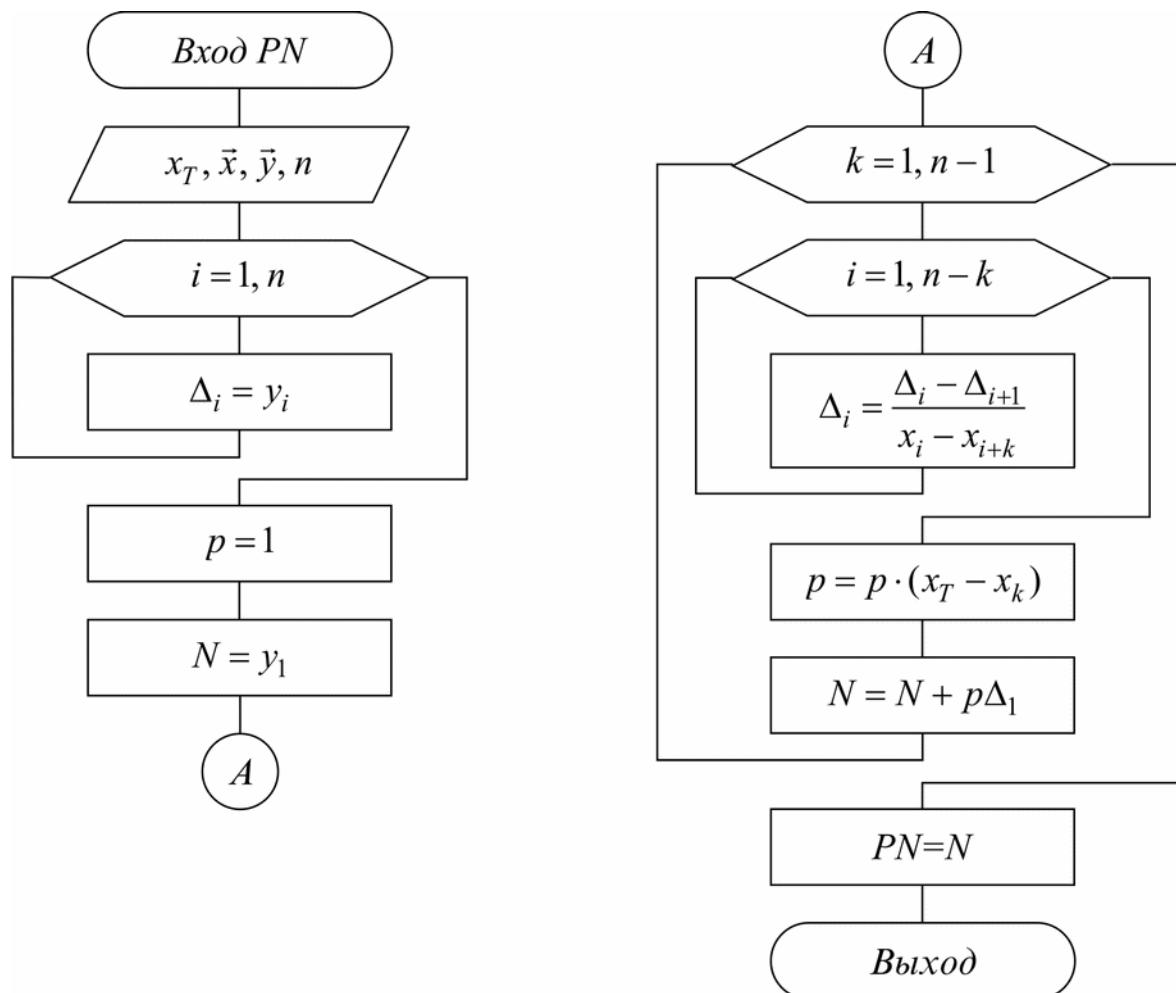 Вход PN
x_T, x⃗, y⃗, n
i = 1, n
Δ_i = y_i
p = 1
N = y_1
A
A
k = 1, n − 1
i = 1, n − k
Δ_i = (Δ_i − Δ_{i+1}) / (x_i − x_{i+k})
p = p · (x_T − x_k)
N = N + pΔ_1
PN=N
Выход